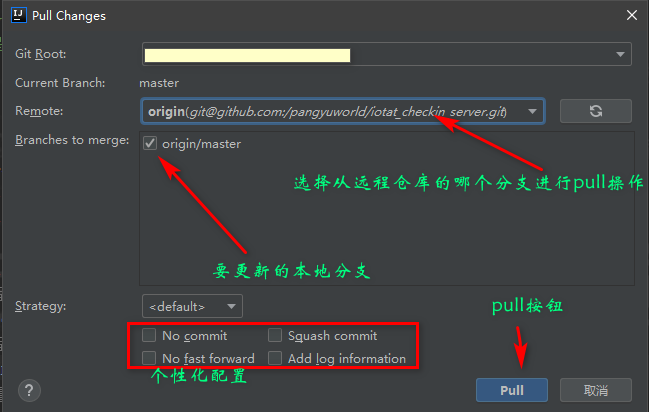 Pull Changes
Git Root:
Current Branch: master
Remote: origin(git@github.com:/pangyuworld/iotat_checkin_server.git)
Branches to merge: origin/master
选择从远程仓库的哪个分支进行pull操作
要更新的本地分支
Strategy: <default>
pull按钮
No commit Squash commit
No fast forward Add log information
个性化配置
? Pull 取消